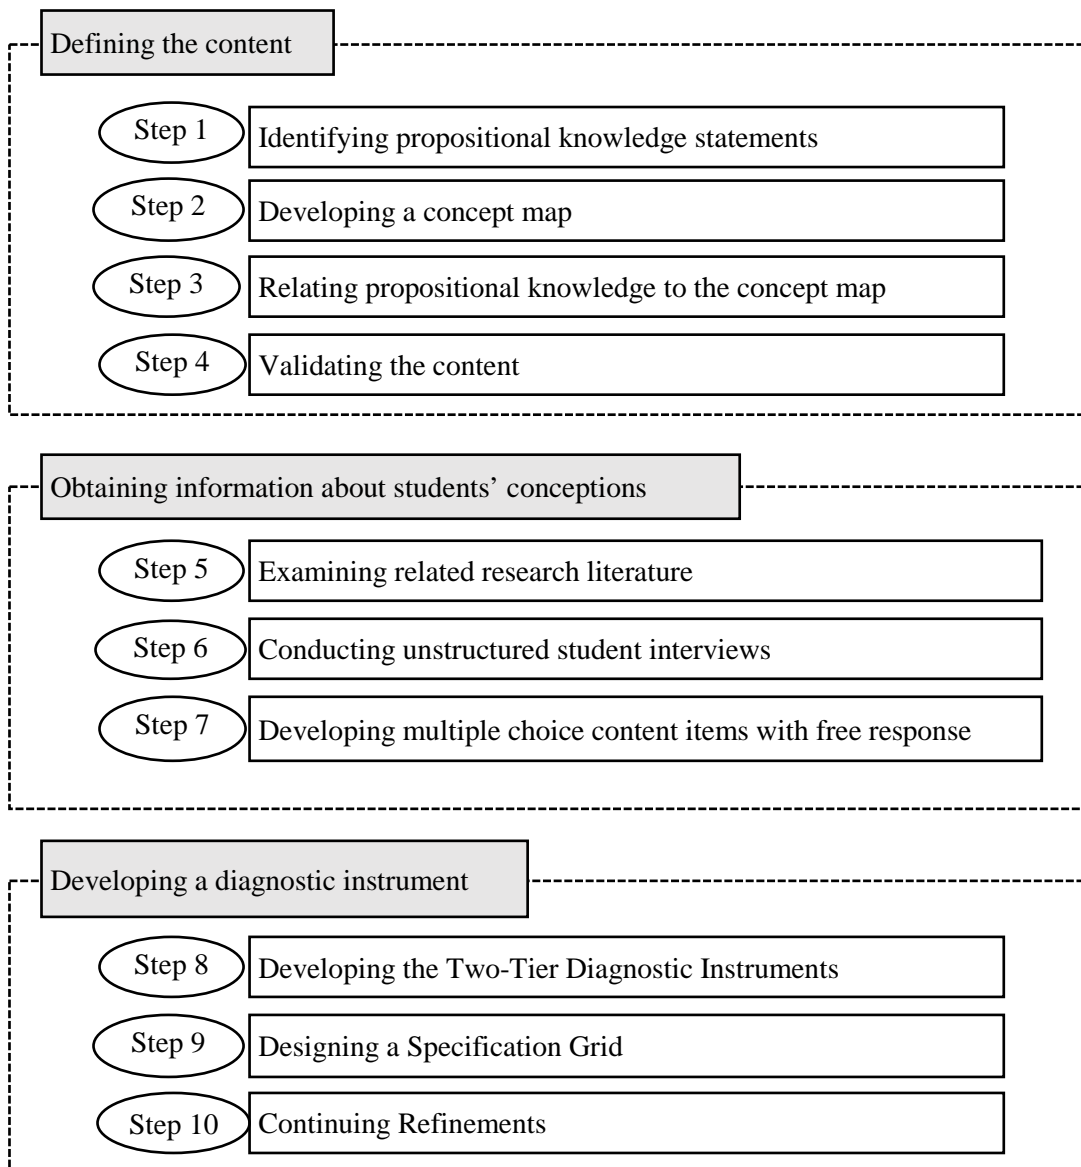 Defining the content
Step 1
Identifying propositional knowledge statements
Step 2
Developing a concept map
Step 3
Relating propositional knowledge to the concept map
Step 4
Validating the content
Obtaining information about students’ conceptions
Step 5
Examining related research literature
Step 6
Conducting unstructured student interviews
Step 7
Developing multiple choice content items with free response
Developing a diagnostic instrument
Step 8
Developing the Two-Tier Diagnostic Instruments
Step 9
Designing a Specification Grid
Step 10
Continuing Refinements